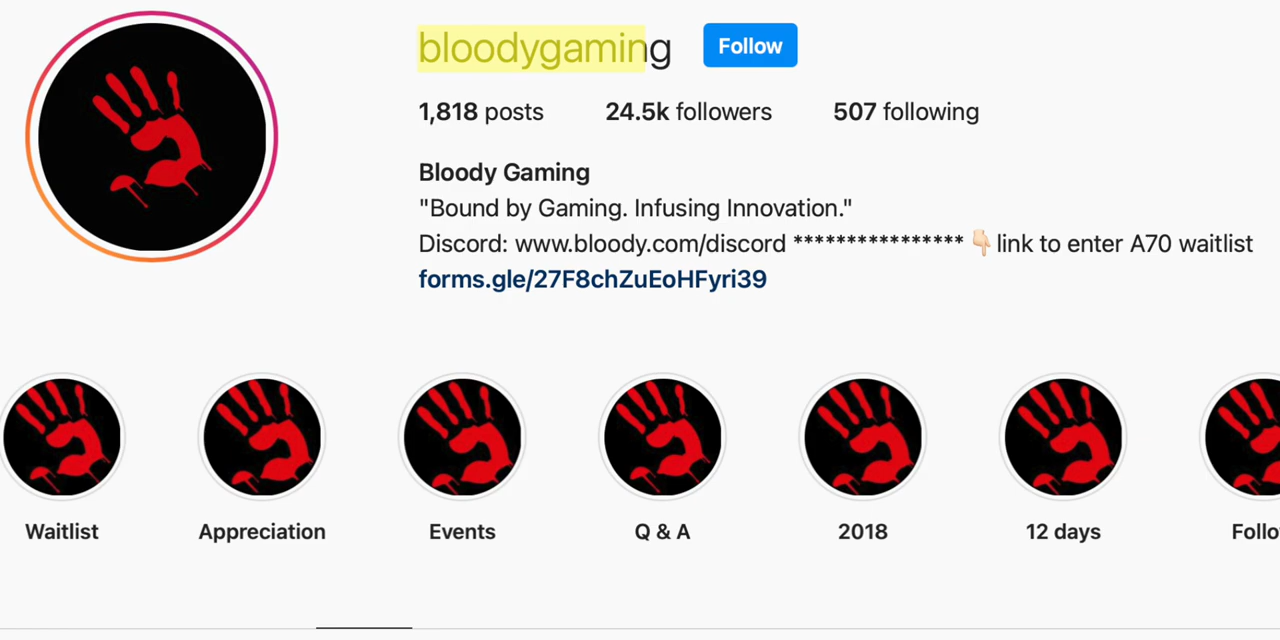 bloodygaming Follow
1,818 posts 24.5k followers 507 following
Bloody Gaming
"Bound by Gaming. Infusing Innovation."
Discord: www.bloody.com/discord **************** 👇🏻 link to enter A70 waitlist
forms.gle/27F8chZuEoHFyri39
Waitlist Appreciation Events Q & A 2018 12 days Follo